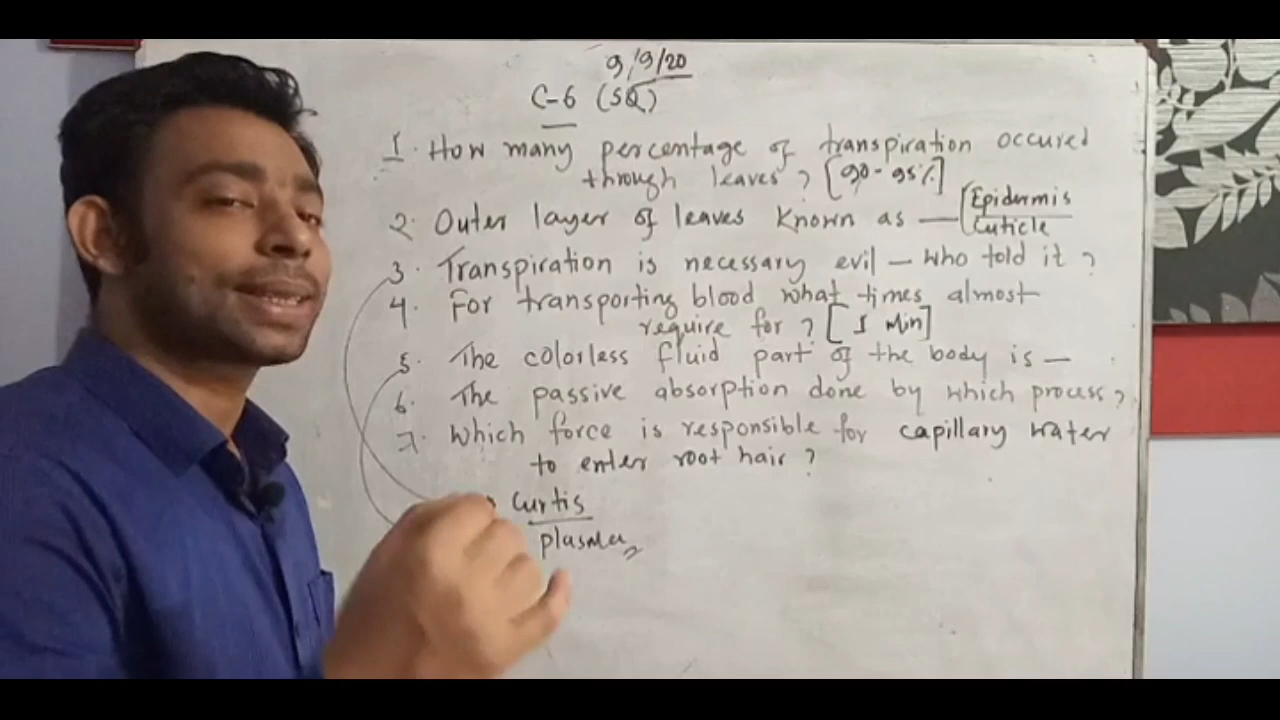 9/9/20
C-6 (SQ)
1. How many percentage of transpiration occured
through leaves? [90-95%]
2. Outer layer of leaves Known as — [Epidermis
Cuticle
3. Transpiration is necessary evil — who told it?
4. For transporting blood what times almost
require for? [1 Min]
5. The colorless fluid part of the body is —
6. The passive absorption done by which process?
7. Which force is responsible for capillary water
to enter root hair?
Curtis
plasma